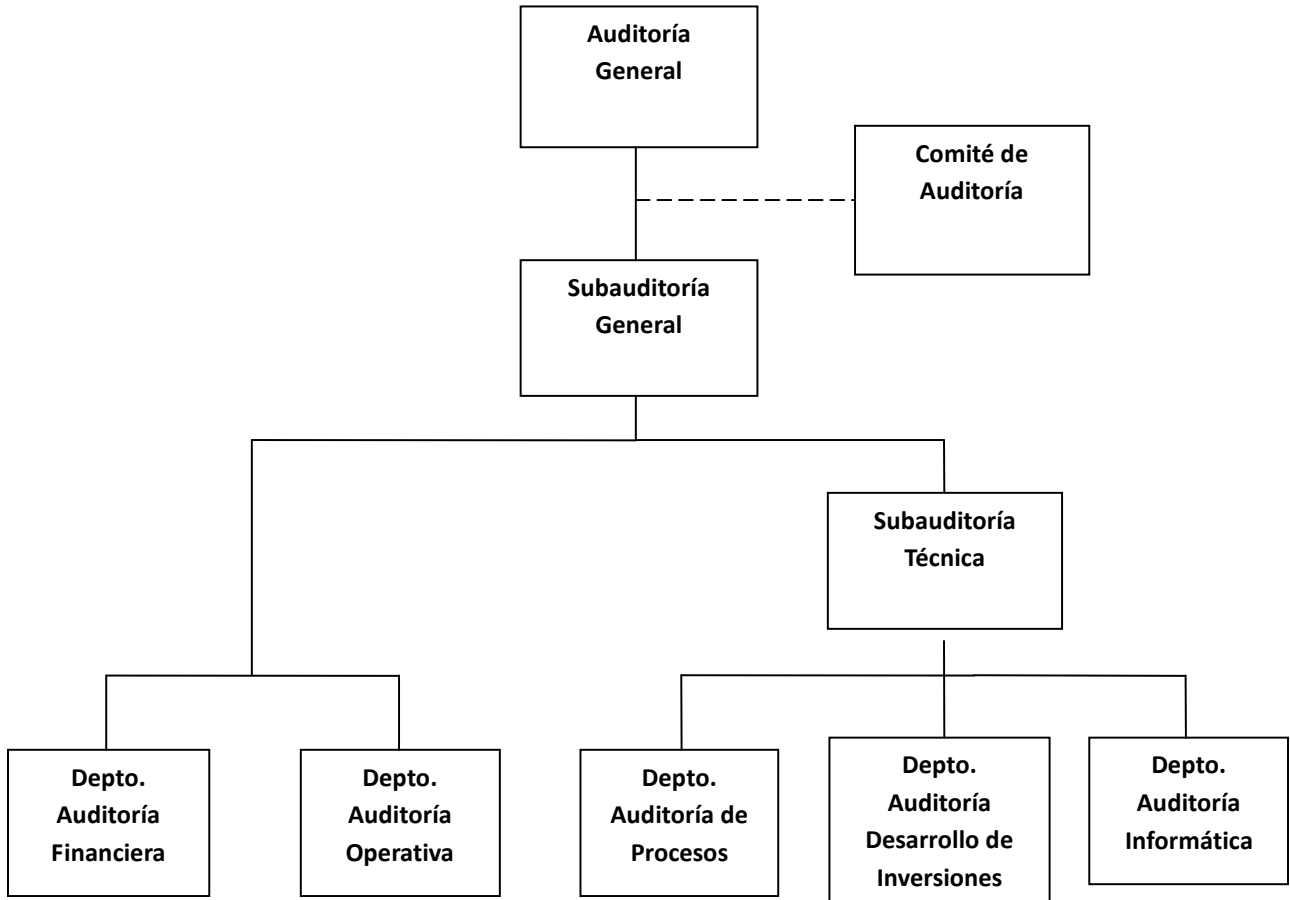 Auditoría
General
Comité de
Auditoría
Subauditoría
General
Subauditoría
Técnica
Depto.
Auditoría
Financiera
Depto.
Auditoría
Operativa
Depto.
Auditoría de
Procesos
Depto.
Auditoría
Desarrollo de
Inversiones
Depto.
Auditoría
Informática